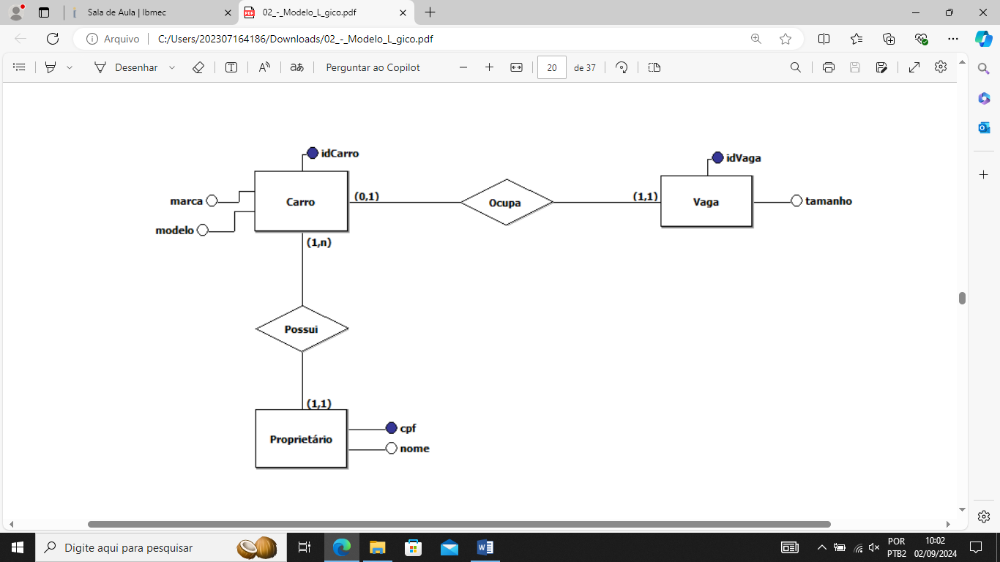 Sala de Aula | Ibmec
02_-_Modelo_L_gico.pdf
Arquivo
C:/Users/202307164186/Downloads/02_-_Modelo_L_gico.pdf
Desenhar
Perguntar ao Copilot
20
de 37
idCarro
idVaga
marca
Carro
(0,1)
Ocupa
(1,1)
Vaga
tamanho
modelo
(1,n)
Possui
(1,1)
Proprietário
cpf
nome
Digite aqui para pesquisar
POR
PTB2
10:02
02/09/2024